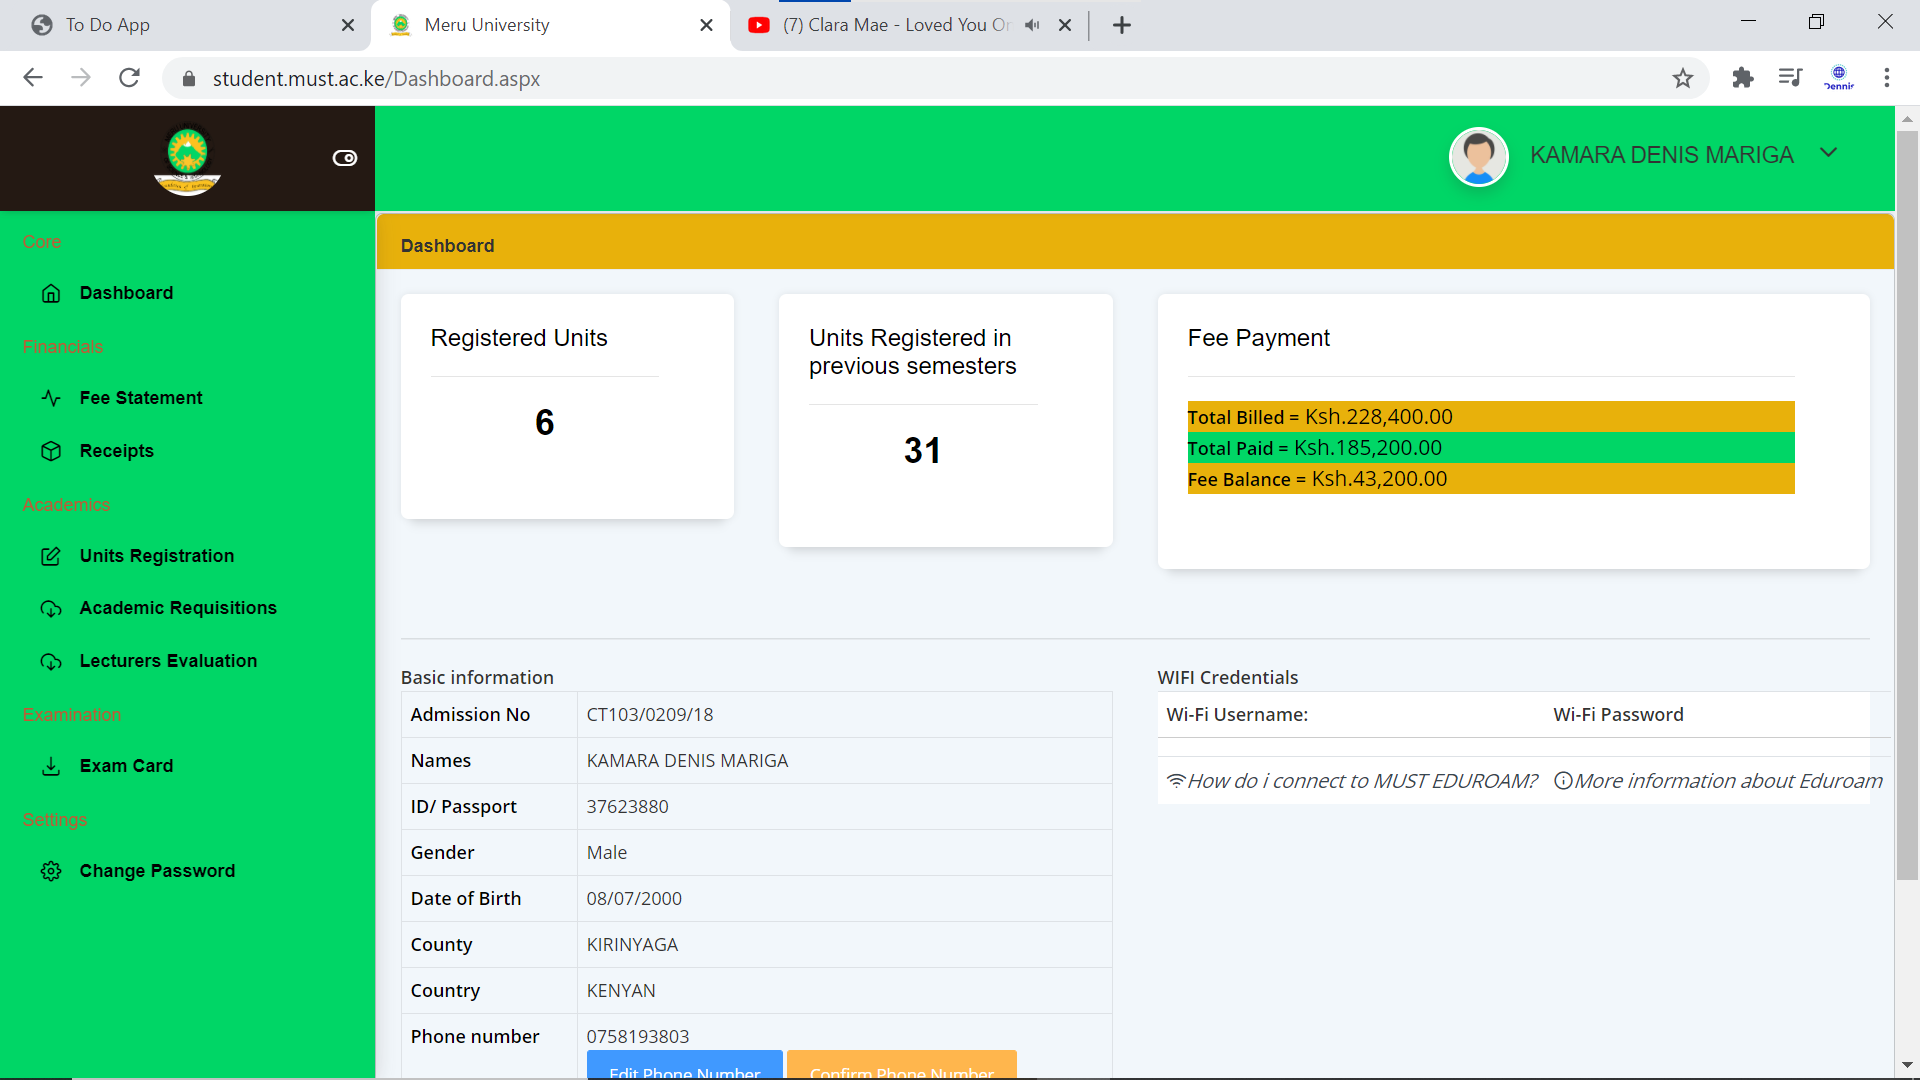 To Do App
Meru University
(7) Clara Mae - Loved You
student.must.ac.ke/Dashboard.aspx
Dennis
KAMARA DENIS MARIGA
Core
Dashboard
Financials
Fee Statement
Receipts
Academics
Units Registration
Academic Requisitions
Lecturers Evaluation
Examination
Exam Card
Settings
Change Password
Dashboard
Registered Units
6
Units Registered in
previous semesters
31
Fee Payment
Total Billed = Ksh.228,400.00
Total Paid = Ksh.185,200.00
Fee Balance = Ksh.43,200.00
Basic information
Admission No CT103/0209/18
Names KAMARA DENIS MARIGA
ID/ Passport 37623880
Gender Male
Date of Birth 08/07/2000
County KIRINYAGA
Country KENYAN
Phone number 0758193803
Edit Phone Number Confirm Phone Number
WIFI Credentials
Wi-Fi Username: Wi-Fi Password
How do i connect to MUST EDUROAM? More information about Eduroam